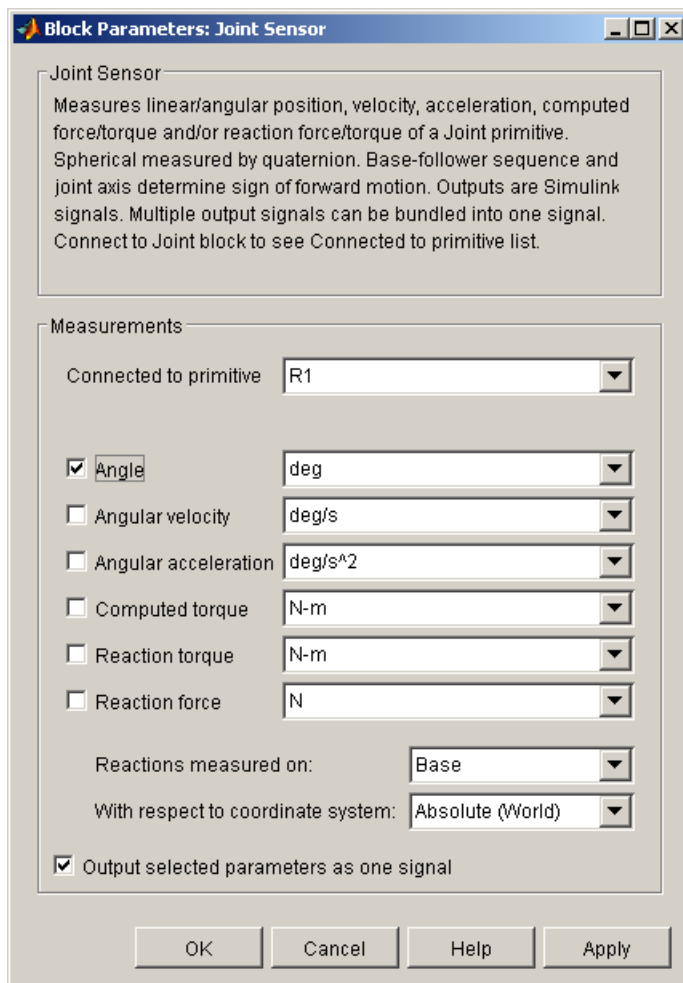 Block Parameters: Joint Sensor
Joint Sensor
Measures linear/angular position, velocity, acceleration, computed
force/torque and/or reaction force/torque of a Joint primitive.
Spherical measured by quaternion. Base-follower sequence and
joint axis determine sign of forward motion. Outputs are Simulink
signals. Multiple output signals can be bundled into one signal.
Connect to Joint block to see Connected to primitive list.
Measurements
Connected to primitive R1
Angle deg
Angular velocity deg/s
Angular acceleration deg/s^2
Computed torque N-m
Reaction torque N-m
Reaction force N
Reactions measured on: Base
With respect to coordinate system: Absolute (World)
Output selected parameters as one signal
OK Cancel Help Apply